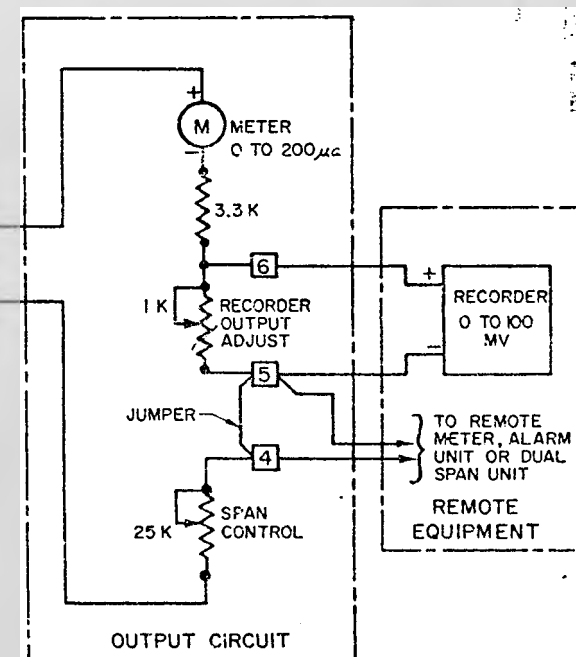 +
M
METER
0 TO 200µa
–
3.3 K
6
1 K
RECORDER
OUTPUT
ADJUST
+
RECORDER
0 TO 100
MV
–
5
JUMPER
4
TO REMOTE
METER, ALARM
UNIT OR DUAL
SPAN UNIT
25 K
SPAN
CONTROL
REMOTE
EQUIPMENT
OUTPUT CIRCUIT